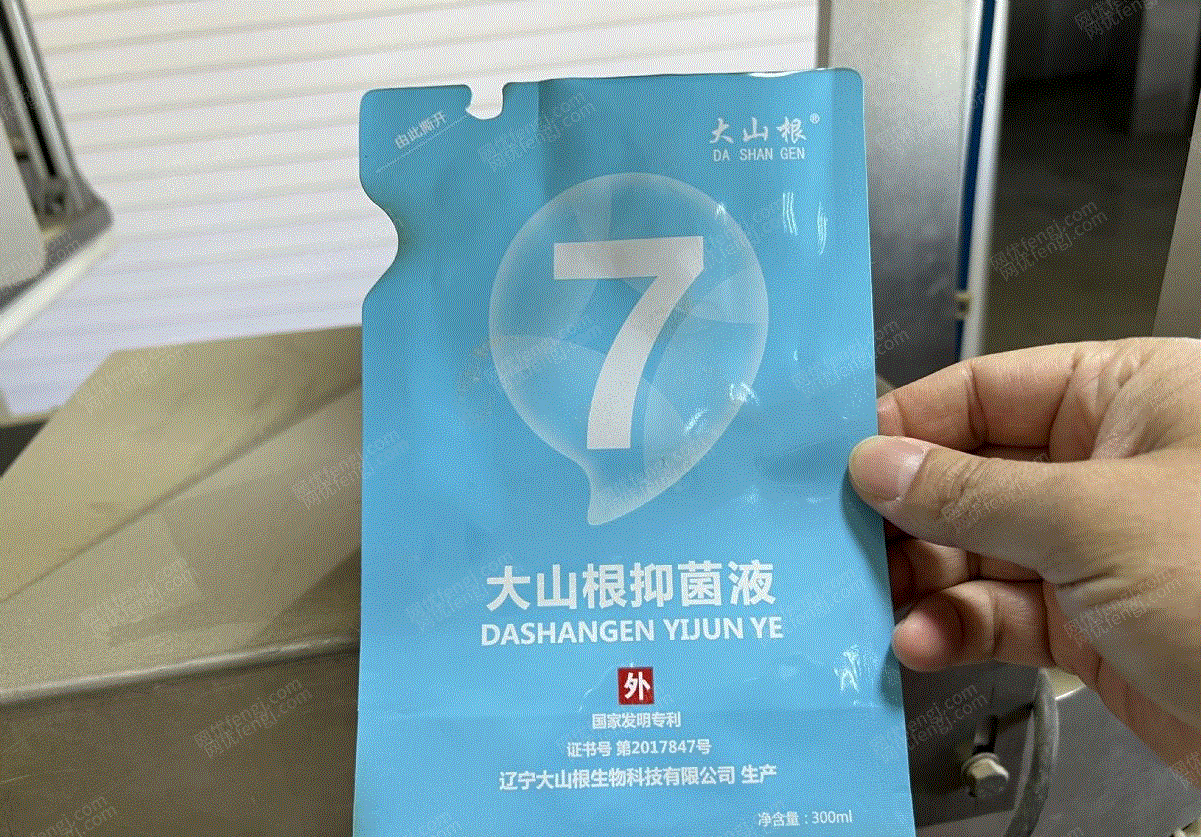 由此撕开
大山根®
DA SHAN GEN
7
大山根抑菌液
DASHANGEN YIJUN YE
外
国家发明专利
证书号 第2017847号
辽宁大山根生物科技有限公司 生产
净含量：300ml